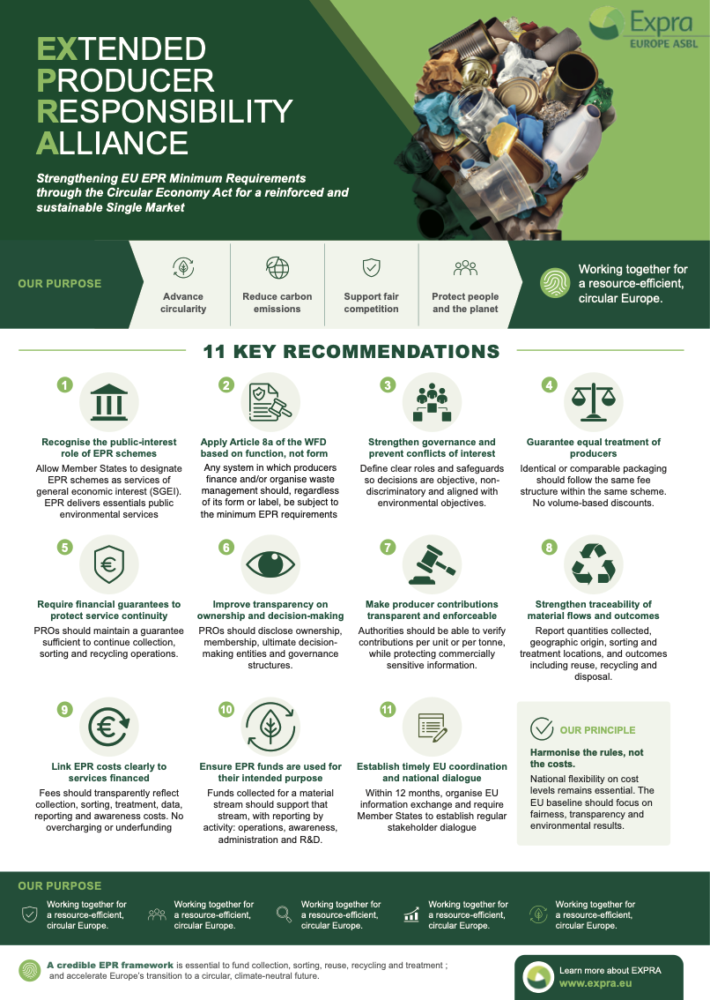 Expra
EUROPE ASBL
EXTENDED
PRODUCER
RESPONSIBILITY
ALLIANCE
Strengthening EU EPR Minimum Requirements
through the Circular Economy Act for a reinforced and
sustainable Single Market
OUR PURPOSE
Advance
circularity
Reduce carbon
emissions
Support fair
competition
Protect people
and the planet
Working together for
a resource-efficient,
circular Europe.
11 KEY RECOMMENDATIONS
1
Recognise the public-interest
role of EPR schemes
Allow Member States to designate
EPR schemes as services of
general economic interest (SGEI).
EPR delivers essentials public
environmental services
2
Apply Article 8a of the WFD
based on function, not form
Any system in which producers
finance and/or organise waste
management should, regardless
of its form or label, be subject to
the minimum EPR requirements
3
Strengthen governance and
prevent conflicts of interest
Define clear roles and safeguards
so decisions are objective, non-
discriminatory and aligned with
environmental objectives.
4
Guarantee equal treatment of
producers
Identical or comparable packaging
should follow the same fee
structure within the same scheme.
No volume-based discounts.
5
Require financial guarantees to
protect service continuity
PROs should maintain a guarantee
sufficient to continue collection,
sorting and recycling operations.
6
Improve transparency on
ownership and decision-making
PROs should disclose ownership,
membership, ultimate decision-
making entities and governance
structures.
7
Make producer contributions
transparent and enforceable
Authorities should be able to verify
contributions per unit or per tonne,
while protecting commercially
sensitive information.
8
Strengthen traceability of
material flows and outcomes
Report quantities collected,
geographic origin, sorting and
treatment locations, and outcomes
including reuse, recycling and
disposal.
9
Link EPR costs clearly to
services financed
Fees should transparently reflect
collection, sorting, treatment, data,
reporting and awareness costs. No
overcharging or underfunding
10
Ensure EPR funds are used for
their intended purpose
Funds collected for a material
stream should support that
stream, with reporting by
activity: operations, awareness,
administration and R&D.
11
Establish timely EU coordination
and national dialogue
Within 12 months, organise EU
information exchange and require
Member States to establish regular
stakeholder dialogue
OUR PRINCIPLE
Harmonise the rules, not
the costs.
National flexibility on cost
levels remains essential. The
EU baseline should focus on
fairness, transparency and
environmental results.
OUR PURPOSE
Working together for
a resource-efficient,
circular Europe.
Working together for
a resource-efficient,
circular Europe.
Working together for
a resource-efficient,
circular Europe.
Working together for
a resource-efficient,
circular Europe.
Working together for
a resource-efficient,
circular Europe.
A credible EPR framework is essential to fund collection, sorting, reuse, recycling and treatment ;
and accelerate Europe's transition to a circular, climate-neutral future.
Learn more about EXPRA
www.expra.eu